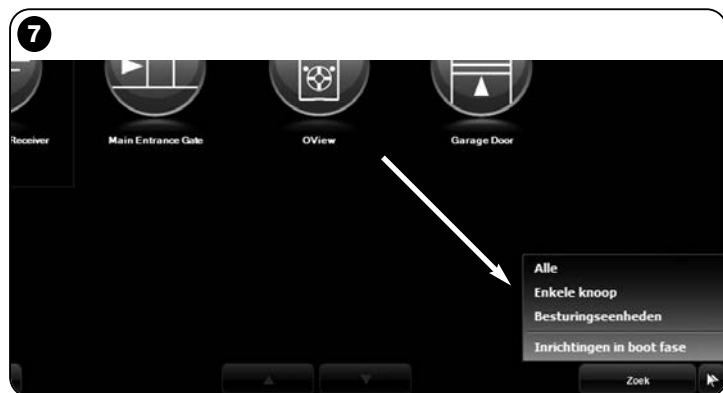 7
Receiver
Main Entrance Gate
OView
Garage Door
Alle
Enkele knoop
Besturingseenheden
Inrichtingen in boot fase
Zoek